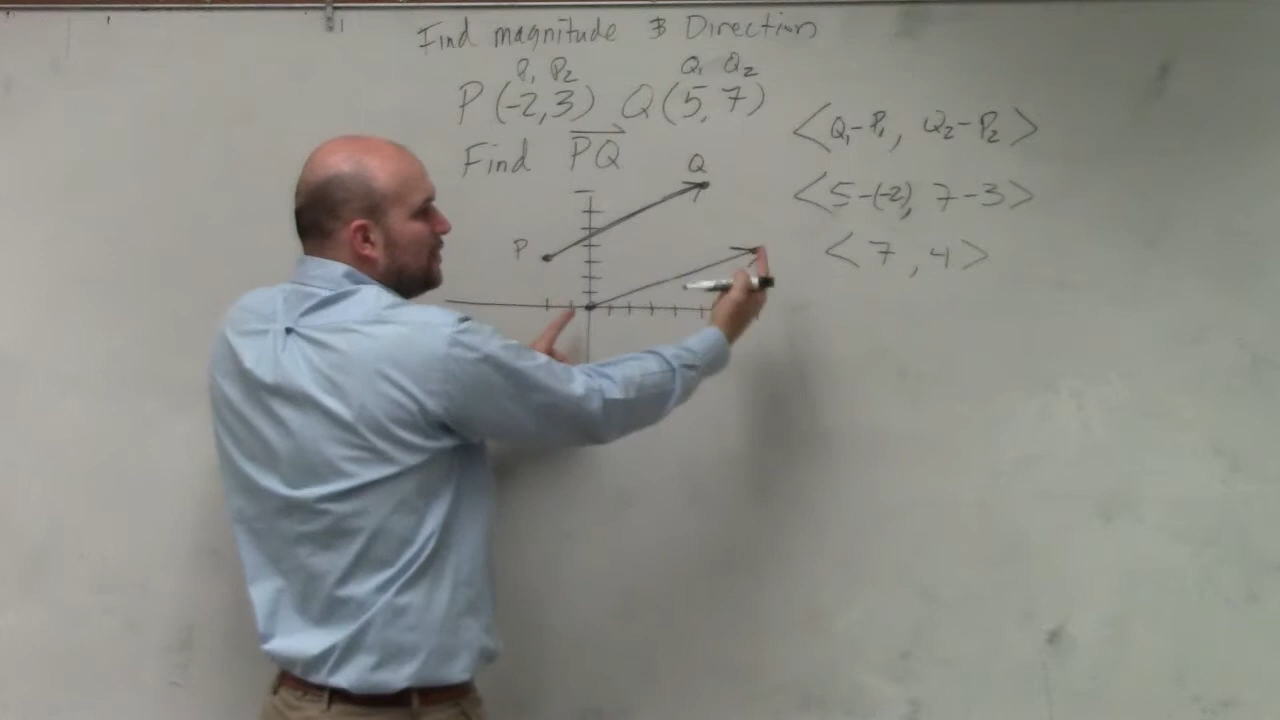 Find magnitude & Direction
P₁ P₂ Q₁ Q₂
P(-2,3) Q(5,7)
Find PQ
<Q₁-P₁, Q₂-P₂>
<5-(-2), 7-3>
<7, 4>
Q
P